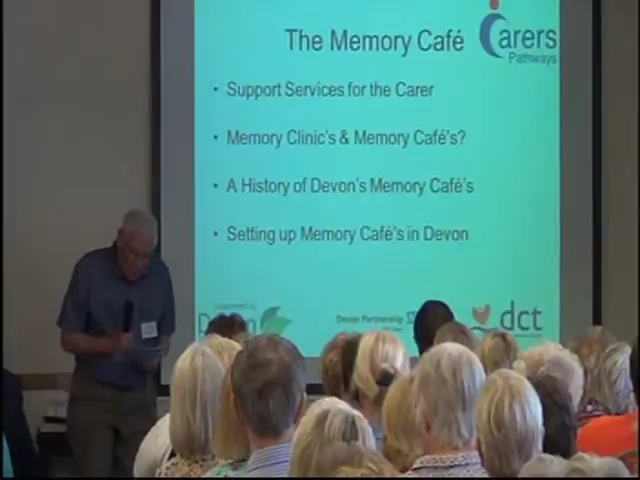 The Memory Café
Carers
Pathways
• Support Services for the Carer
• Memory Clinic's & Memory Café's?
• A History of Devon's Memory Café's
• Setting up Memory Café's in Devon
Devon Partnership
dct